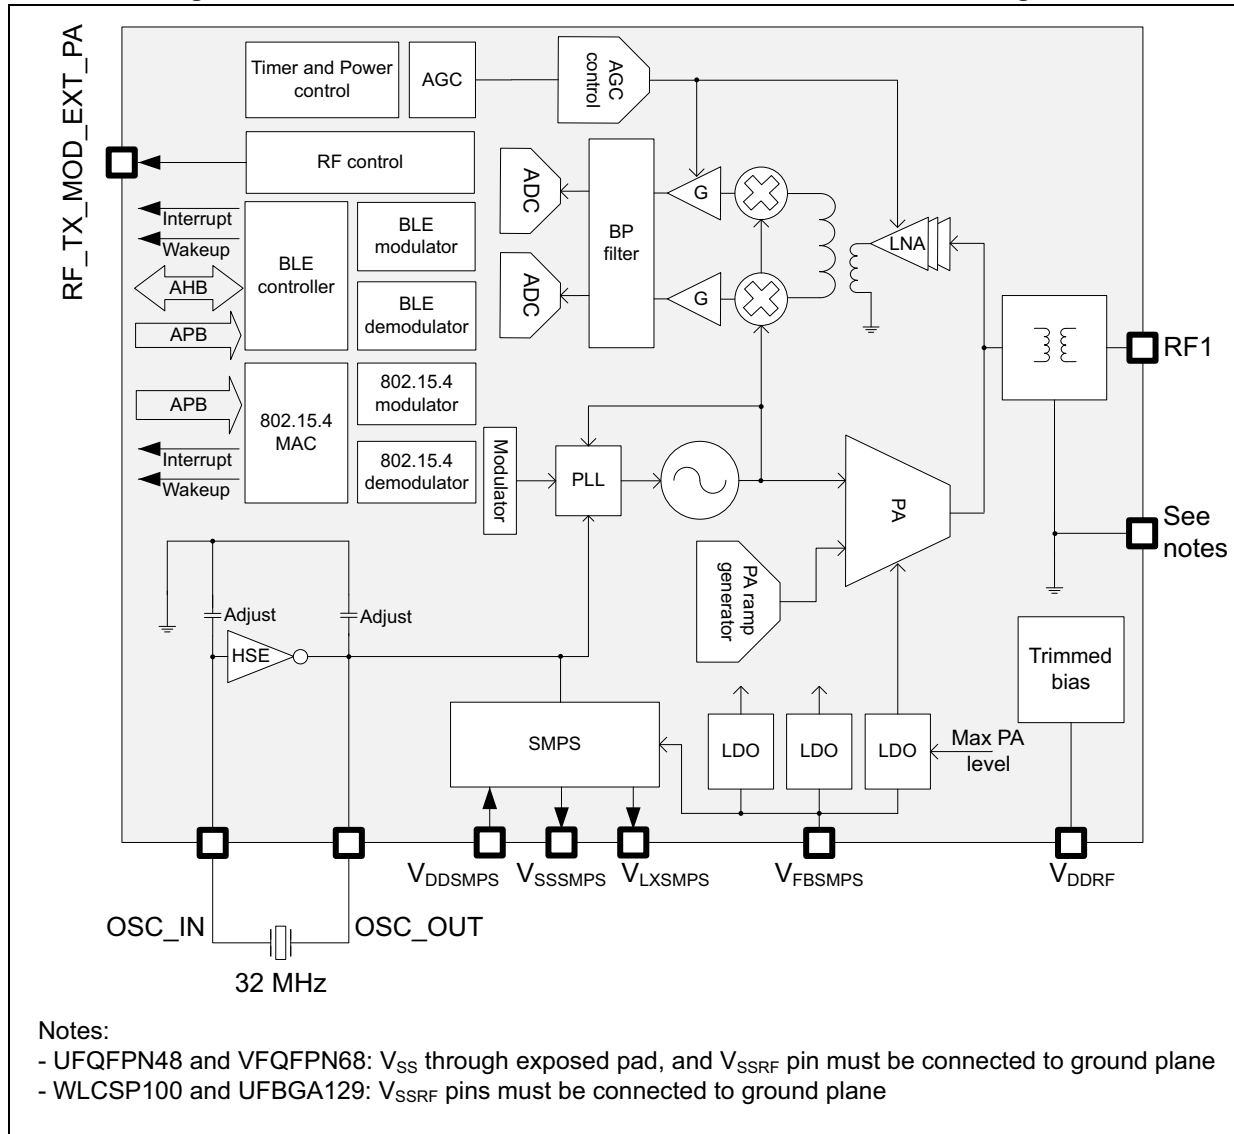 RF_TX_MOD_EXT_PA
Timer and Power
control
AGC
AGC
control
RF control
ADC
ADC
BP
filter
G
G
LNA
Interrupt
Wakeup
AHB
APB
BLE
controller
BLE
modulator
BLE
demodulator
APB
Interrupt
Wakeup
802.15.4
MAC
802.15.4
modulator
802.15.4
demodulator
Modulator
PLL
PA
RF1
See
notes
PA ramp
generator
Adjust
Adjust
HSE
SMPS
LDO
LDO
LDO
Max PA
level
Trimmed
bias
VDDSMPS
VSSSMPS
VLXSMPS
VFBSMPS
VDDRF
OSC_IN
OSC_OUT
32 MHz
Notes:
- UFQFPN48 and VFQFPN68: VSS through exposed pad, and VSSRF pin must be connected to ground plane
- WLCSP100 and UFBGA129: VSSRF pins must be connected to ground plane